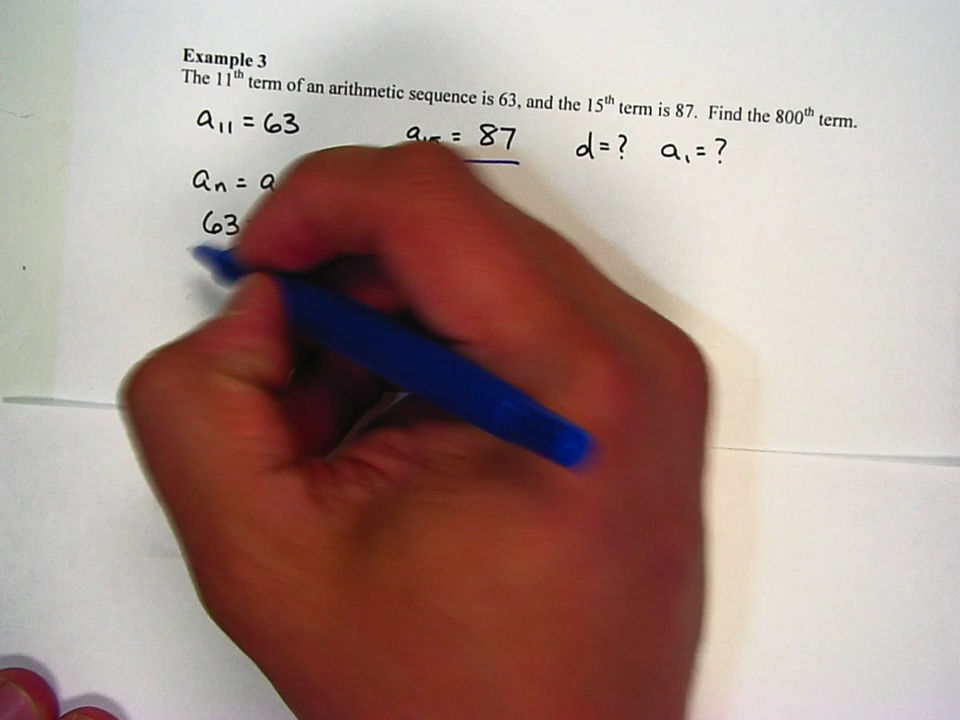 Example 3
The 11th term of an arithmetic sequence is 63, and the 15th term is 87. Find the 800th term.
a₁₁ = 63 a₁₅ = 87 d = ? a₁ = ?
aₙ = a
63